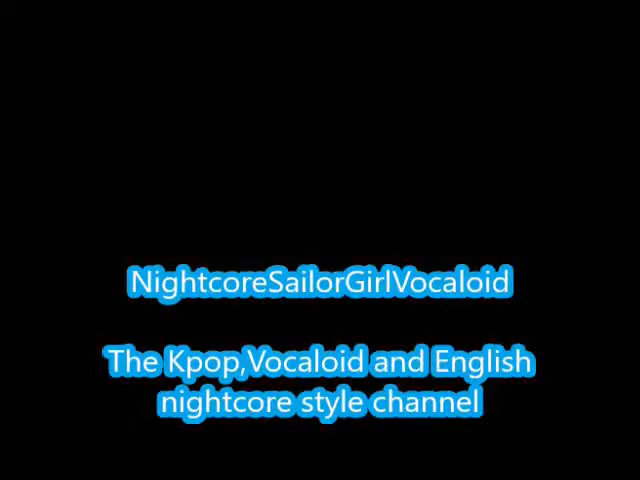 NightcoreSailorGirlVocaloid
The Kpop,Vocaloid and English
nightcore style channel